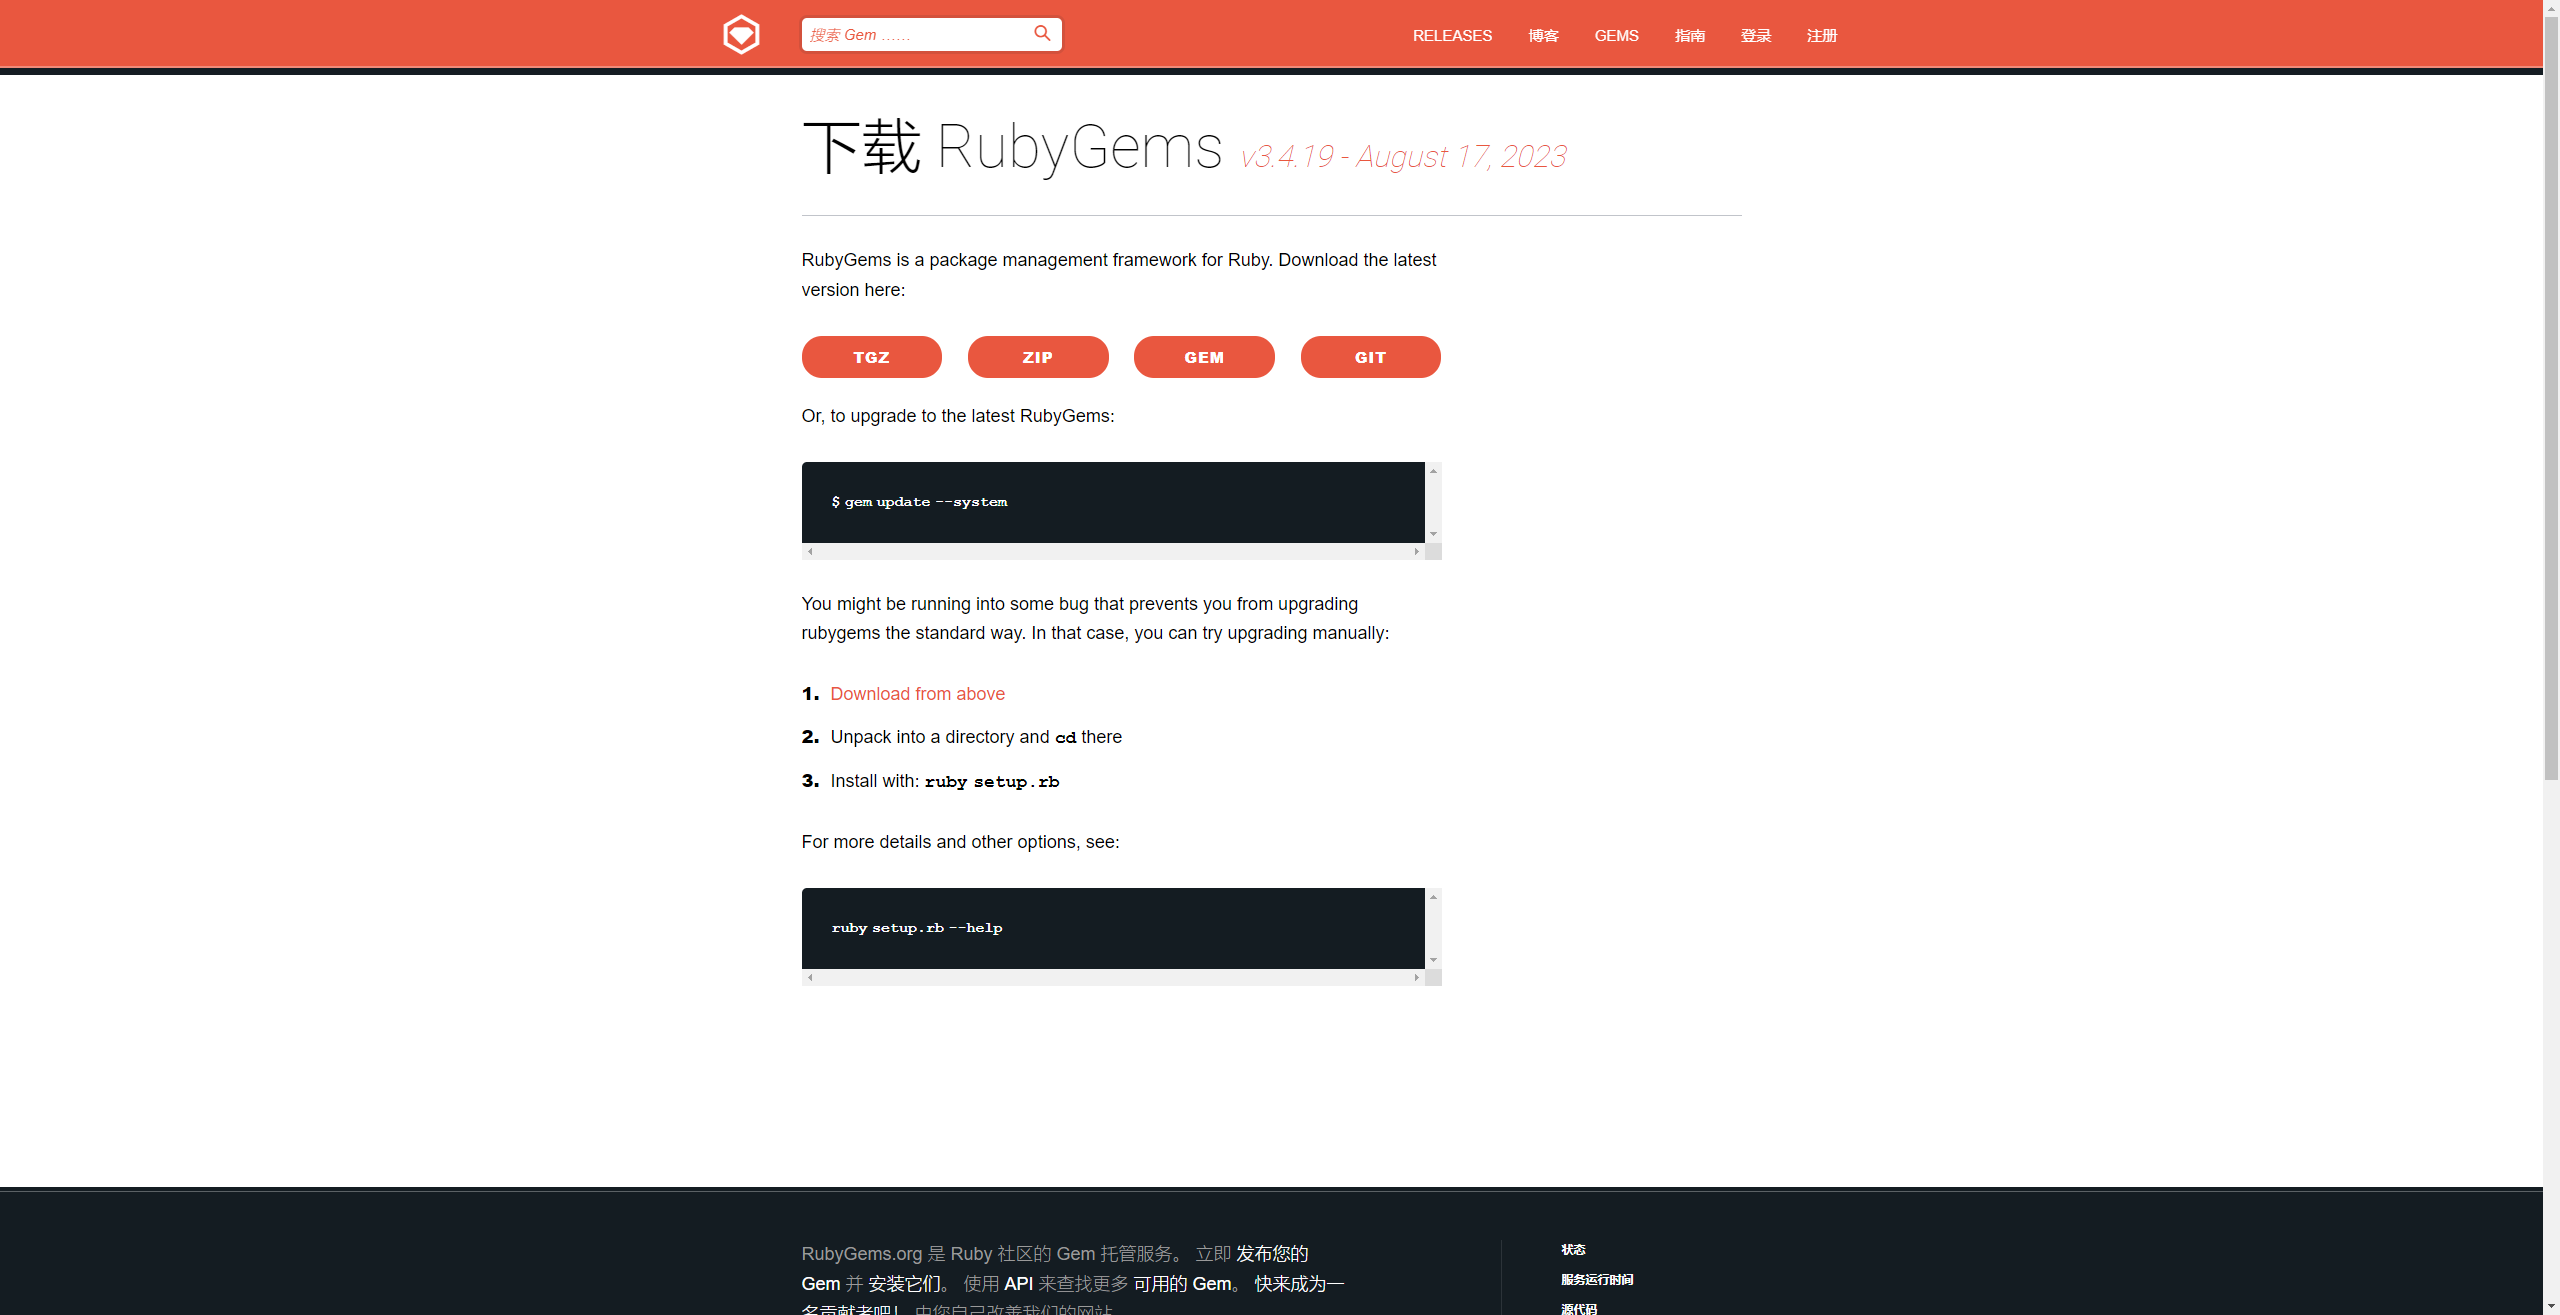 搜索 Gem ……
RELEASES 博客 GEMS 指南 登录 注册
下载 RubyGems v3.4.19 - August 17, 2023
RubyGems is a package management framework for Ruby. Download the latest
version here:
TGZ ZIP GEM GIT
Or, to upgrade to the latest RubyGems:
$ gem update --system
You might be running into some bug that prevents you from upgrading
rubygems the standard way. In that case, you can try upgrading manually:
1. Download from above
2. Unpack into a directory and cd there
3. Install with: ruby setup.rb
For more details and other options, see:
ruby setup.rb --help
RubyGems.org 是 Ruby 社区的 Gem 托管服务。 立即 发布您的
Gem 并 安装它们。 使用 API 来查找更多 可用的 Gem。 快来成为一
名贡献者吧！ 由您自己改善我们的网站
状态
服务运行时间
源代码